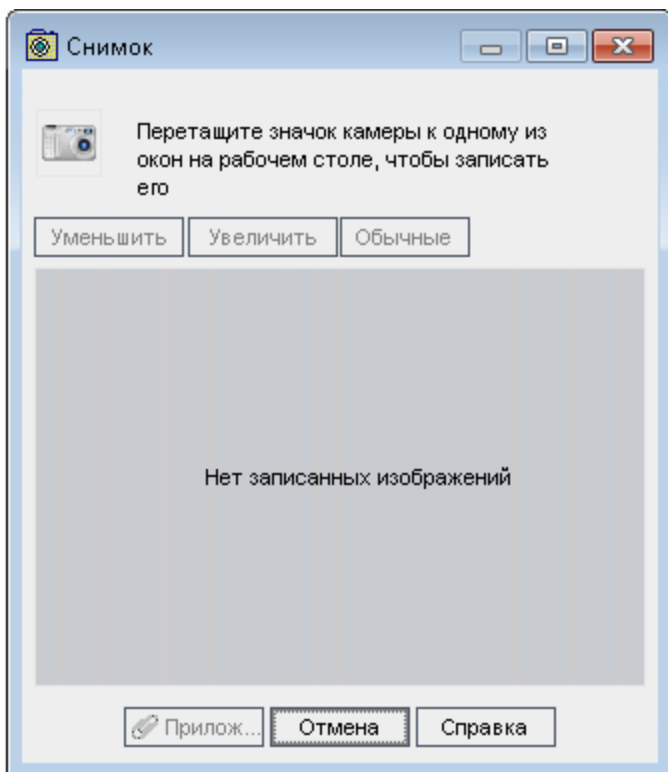 Снимок
Перетащите значок камеры к одному из
окон на рабочем столе, чтобы записать
его
Уменьшить Увеличить Обычные
Нет записанных изображений
Прилож... Отмена Справка